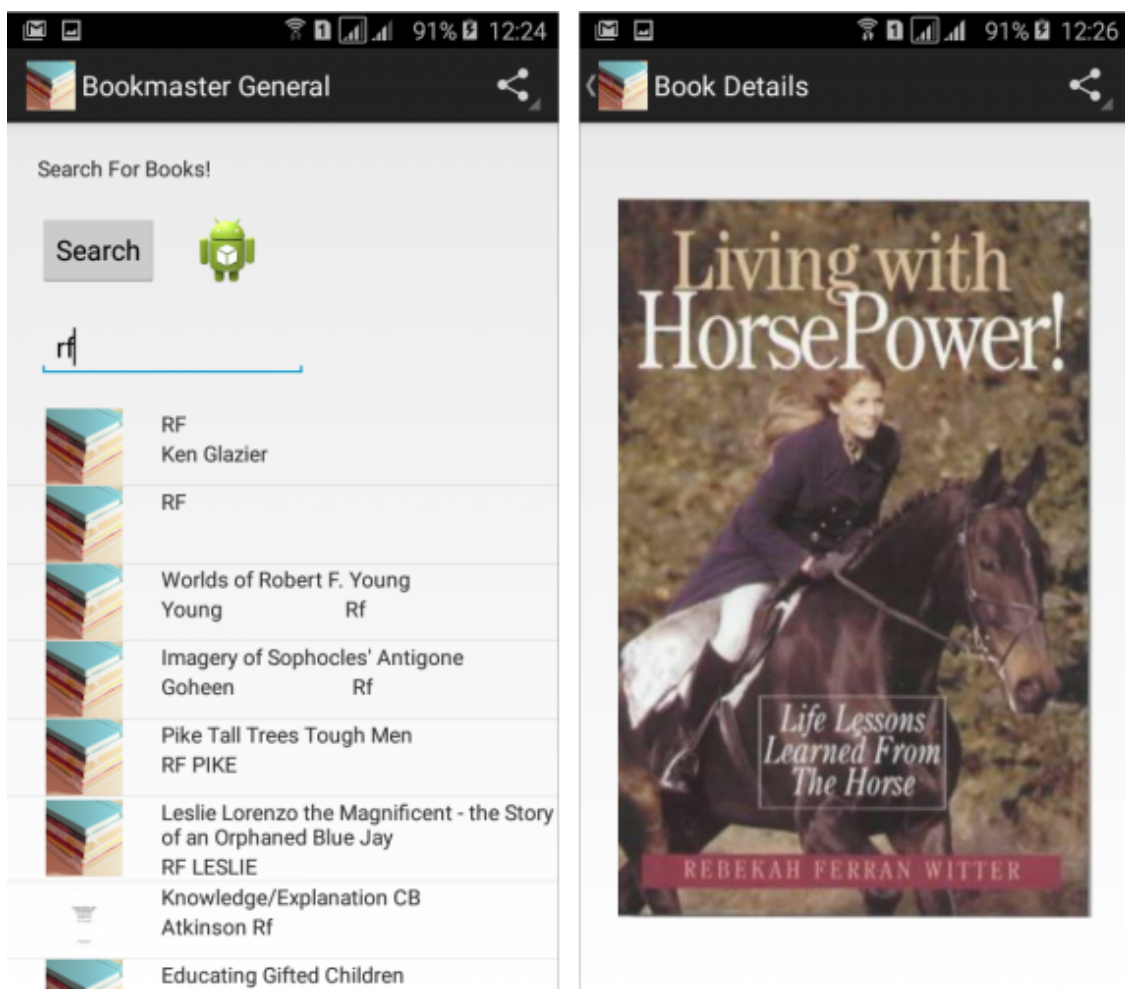 91% 12:24
Bookmaster General
Search For Books!
Search
rf
RF
Ken Glazier
RF
Worlds of Robert F. Young
Young Rf
Imagery of Sophocles' Antigone
Goheen Rf
Pike Tall Trees Tough Men
RF PIKE
Leslie Lorenzo the Magnificent - the Story
of an Orphaned Blue Jay
RF LESLIE
Knowledge/Explanation CB
Atkinson Rf
Educating Gifted Children
1 91% 12:26
Book Details
Living with
HorsePower!
Life Lessons
Learned From
The Horse
REBEKAH FERRAN WITTER